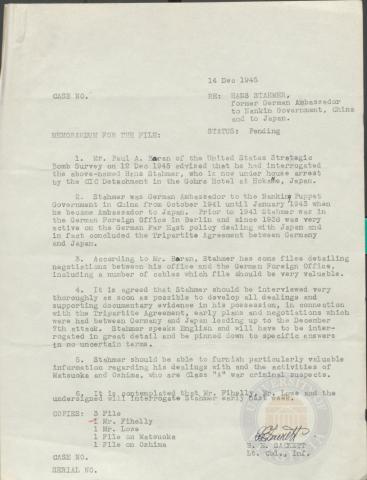 14 Dec 1945
CASE NO.
RE: HANS STAHMER,
former German Ambassador
to Nankin Government, China
and to Japan.
STATUS: Pending
MEMORANDUM FOR THE FILE:
1. Mr. Paul A. Baran of the United States Strategic
Bomb Survey on 12 Dec 1945 advised that he had interrogated
the above-named Hans Stahmer, who is now under house arrest
by the CIC Detachment in the Gohra Hotel at Hokane, Japan.
2. Stahmer was German Ambassador to the Nankin Puppet
Government in China from October 1941 until January 1943 when
he became Ambassador to Japan. Prior to 1941 Stahmer was in
the German Foreign Office in Berlin and since 1938 was very
active on the German Far East policy dealing with Japan and
in fact concluded the Tripartite Agreement between Germany
and Japan.
3. According to Mr. Baran, Stahmer has some files detailing
negotiations between his office and the German Foreign Office,
including a number of cables which file should be very valuable.
4. It is agreed that Stahmer should be interviewed very
thoroughly as soon as possible to develop all dealings and
supporting documentary evidence in his possession, in connection
with the Tripartite Agreement, early plans and negotiations which
were had between Germany and Japan leading up to the December
7th attack. Stahmer speaks English and will have to be inter-
rogated in great detail and be pinned down to specific answers
in no uncertain terms.
5. Stahmer should be able to furnish particularly valuable
information regarding his dealings with and the activities of
Matsuoka and Oshima, who are Class "A" war criminal suspects.
6. It is contemplated that Mr. Fihelly, Mr. Lowe and the
undersigned will interrogate Stahmer early next week.
COPIES: 3 File
1 Mr. Fihelly
1 Mr. Lowe
1 File on Matsuoka
1 File on Oshima
B. E. SACKETT
Lt. Col., Inf.
CASE NO.
SERIAL NO.